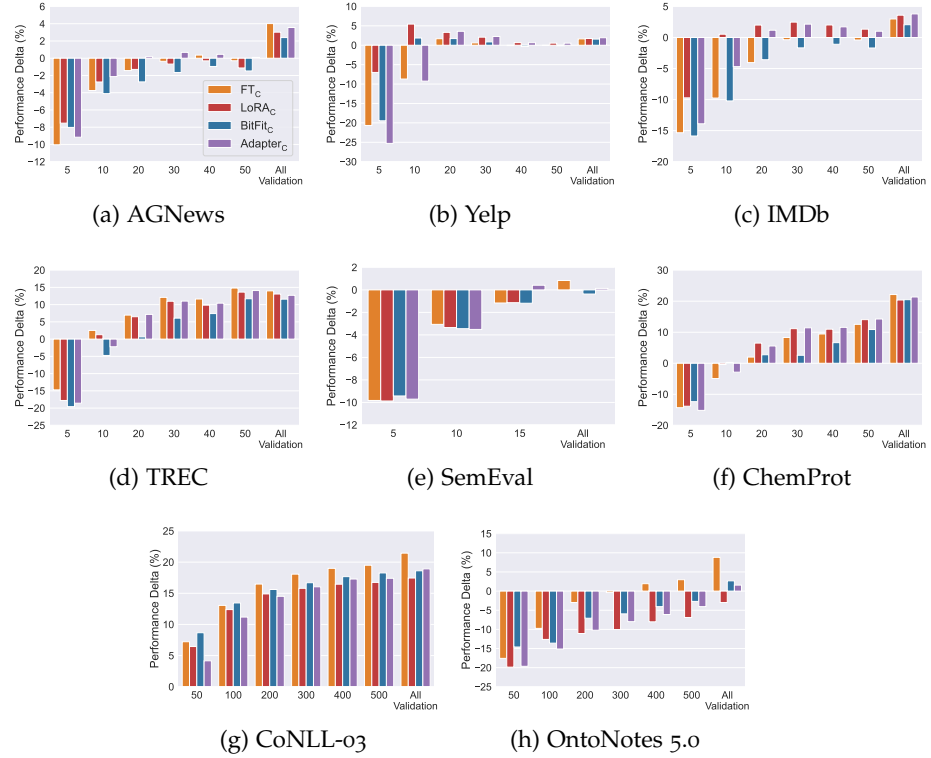 Performance Delta (%)
6
4
2
0
−2
−4
−6
−8
−10
−12
FT_C
LoRA_C
BitFit_C
Adapter_C
5 10 20 30 40 50 All
Validation
(a) AGNews
Performance Delta (%)
10
5
0
−5
−10
−15
−20
−25
−30
5 10 20 30 40 50 All
Validation
(b) Yelp
Performance Delta (%)
5
0
−5
−10
−15
−20
5 10 20 30 40 50 All
Validation
(c) IMDb
Performance Delta (%)
20
15
10
5
0
−5
−10
−15
−20
−25
5 10 20 30 40 50 All
Validation
(d) TREC
Performance Delta (%)
2
0
−2
−4
−6
−8
−10
−12
5 10 15 All
Validation
(e) SemEval
Performance Delta (%)
30
20
10
0
−10
−20
5 10 20 30 40 50 All
Validation
(f) ChemProt
Performance Delta (%)
25
20
15
10
5
0
50 100 200 300 400 500 All
Validation
(g) CoNLL-03
Performance Delta (%)
15
10
5
0
−5
−10
−15
−20
−25
50 100 200 300 400 500 All
Validation
(h) OntoNotes 5.0